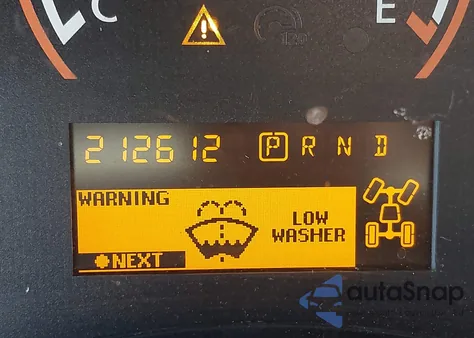 C E
212612 P R N D
WARNING
LOW
WASHER
NEXT
autoSnap